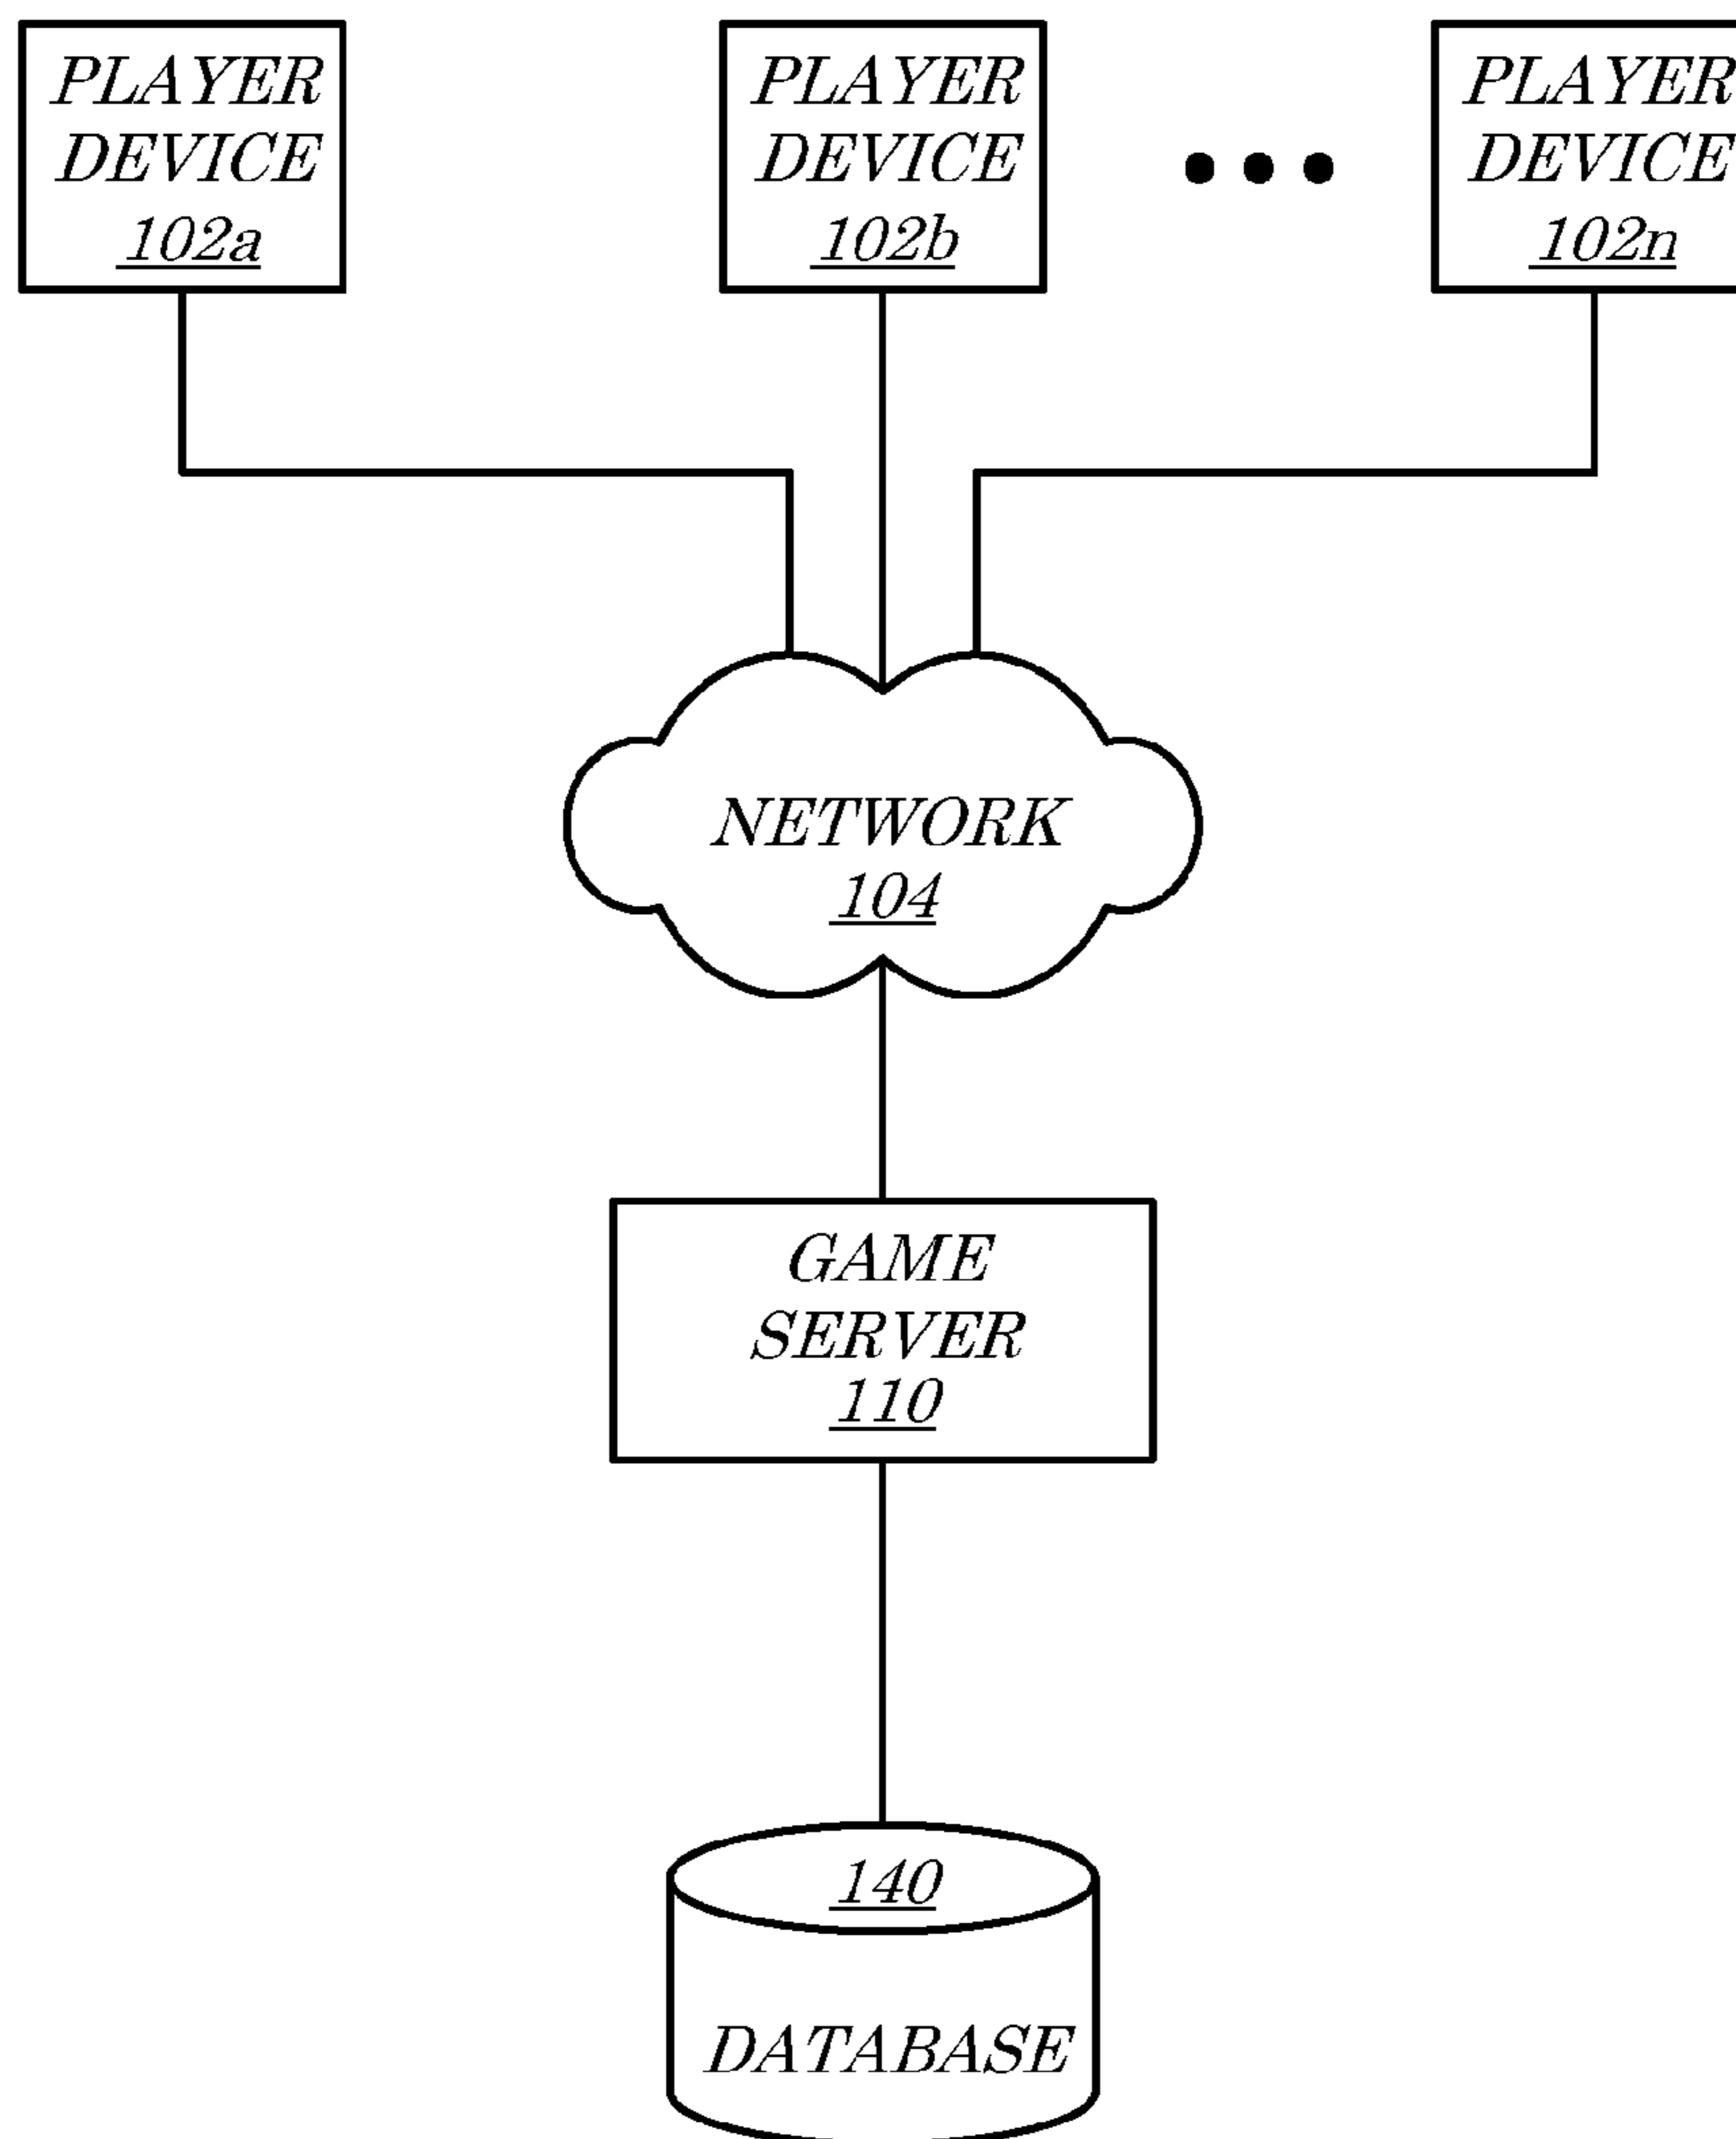 PLAYER
DEVICE
102a
PLAYER
DEVICE
102b
PLAYER
DEVICE
102n
NETWORK
104
GAME
SERVER
110
140
DATABASE